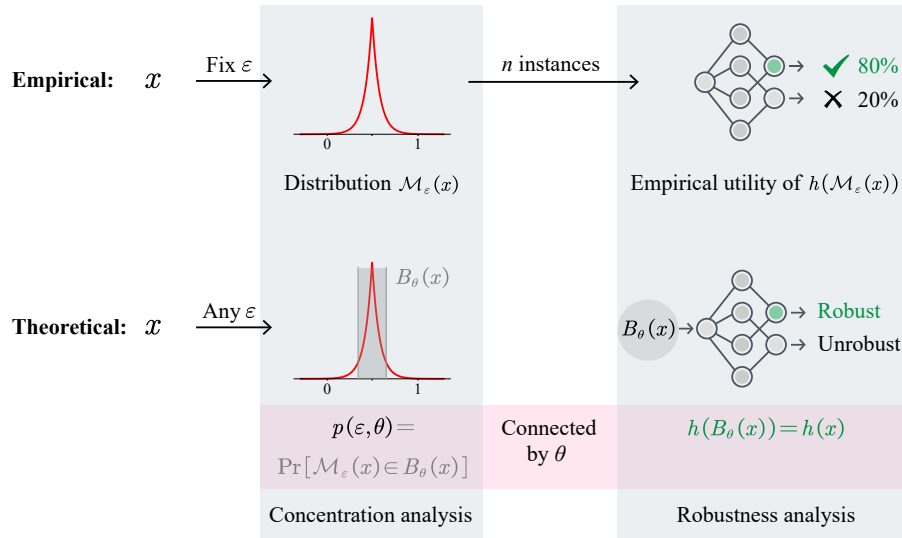 Empirical: x Fix ε n instances 80%
20%
0 1
Distribution ℳ_ε(x) Empirical utility of h(ℳ_ε(x))
Theoretical: x Any ε B_θ(x) B_θ(x) Robust
Unrobust
0 1
p(ε,θ)= Connected h(B_θ(x))=h(x)
Pr[ℳ_ε(x)∈B_θ(x)] by θ
Concentration analysis Robustness analysis